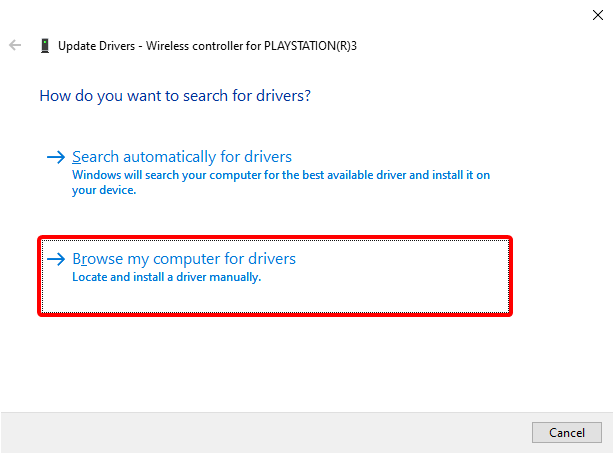 Update Drivers - Wireless controller for PLAYSTATION(R)3
How do you want to search for drivers?
Search automatically for drivers
Windows will search your computer for the best available driver and install it on
your device.
Browse my computer for drivers
Locate and install a driver manually.
Cancel